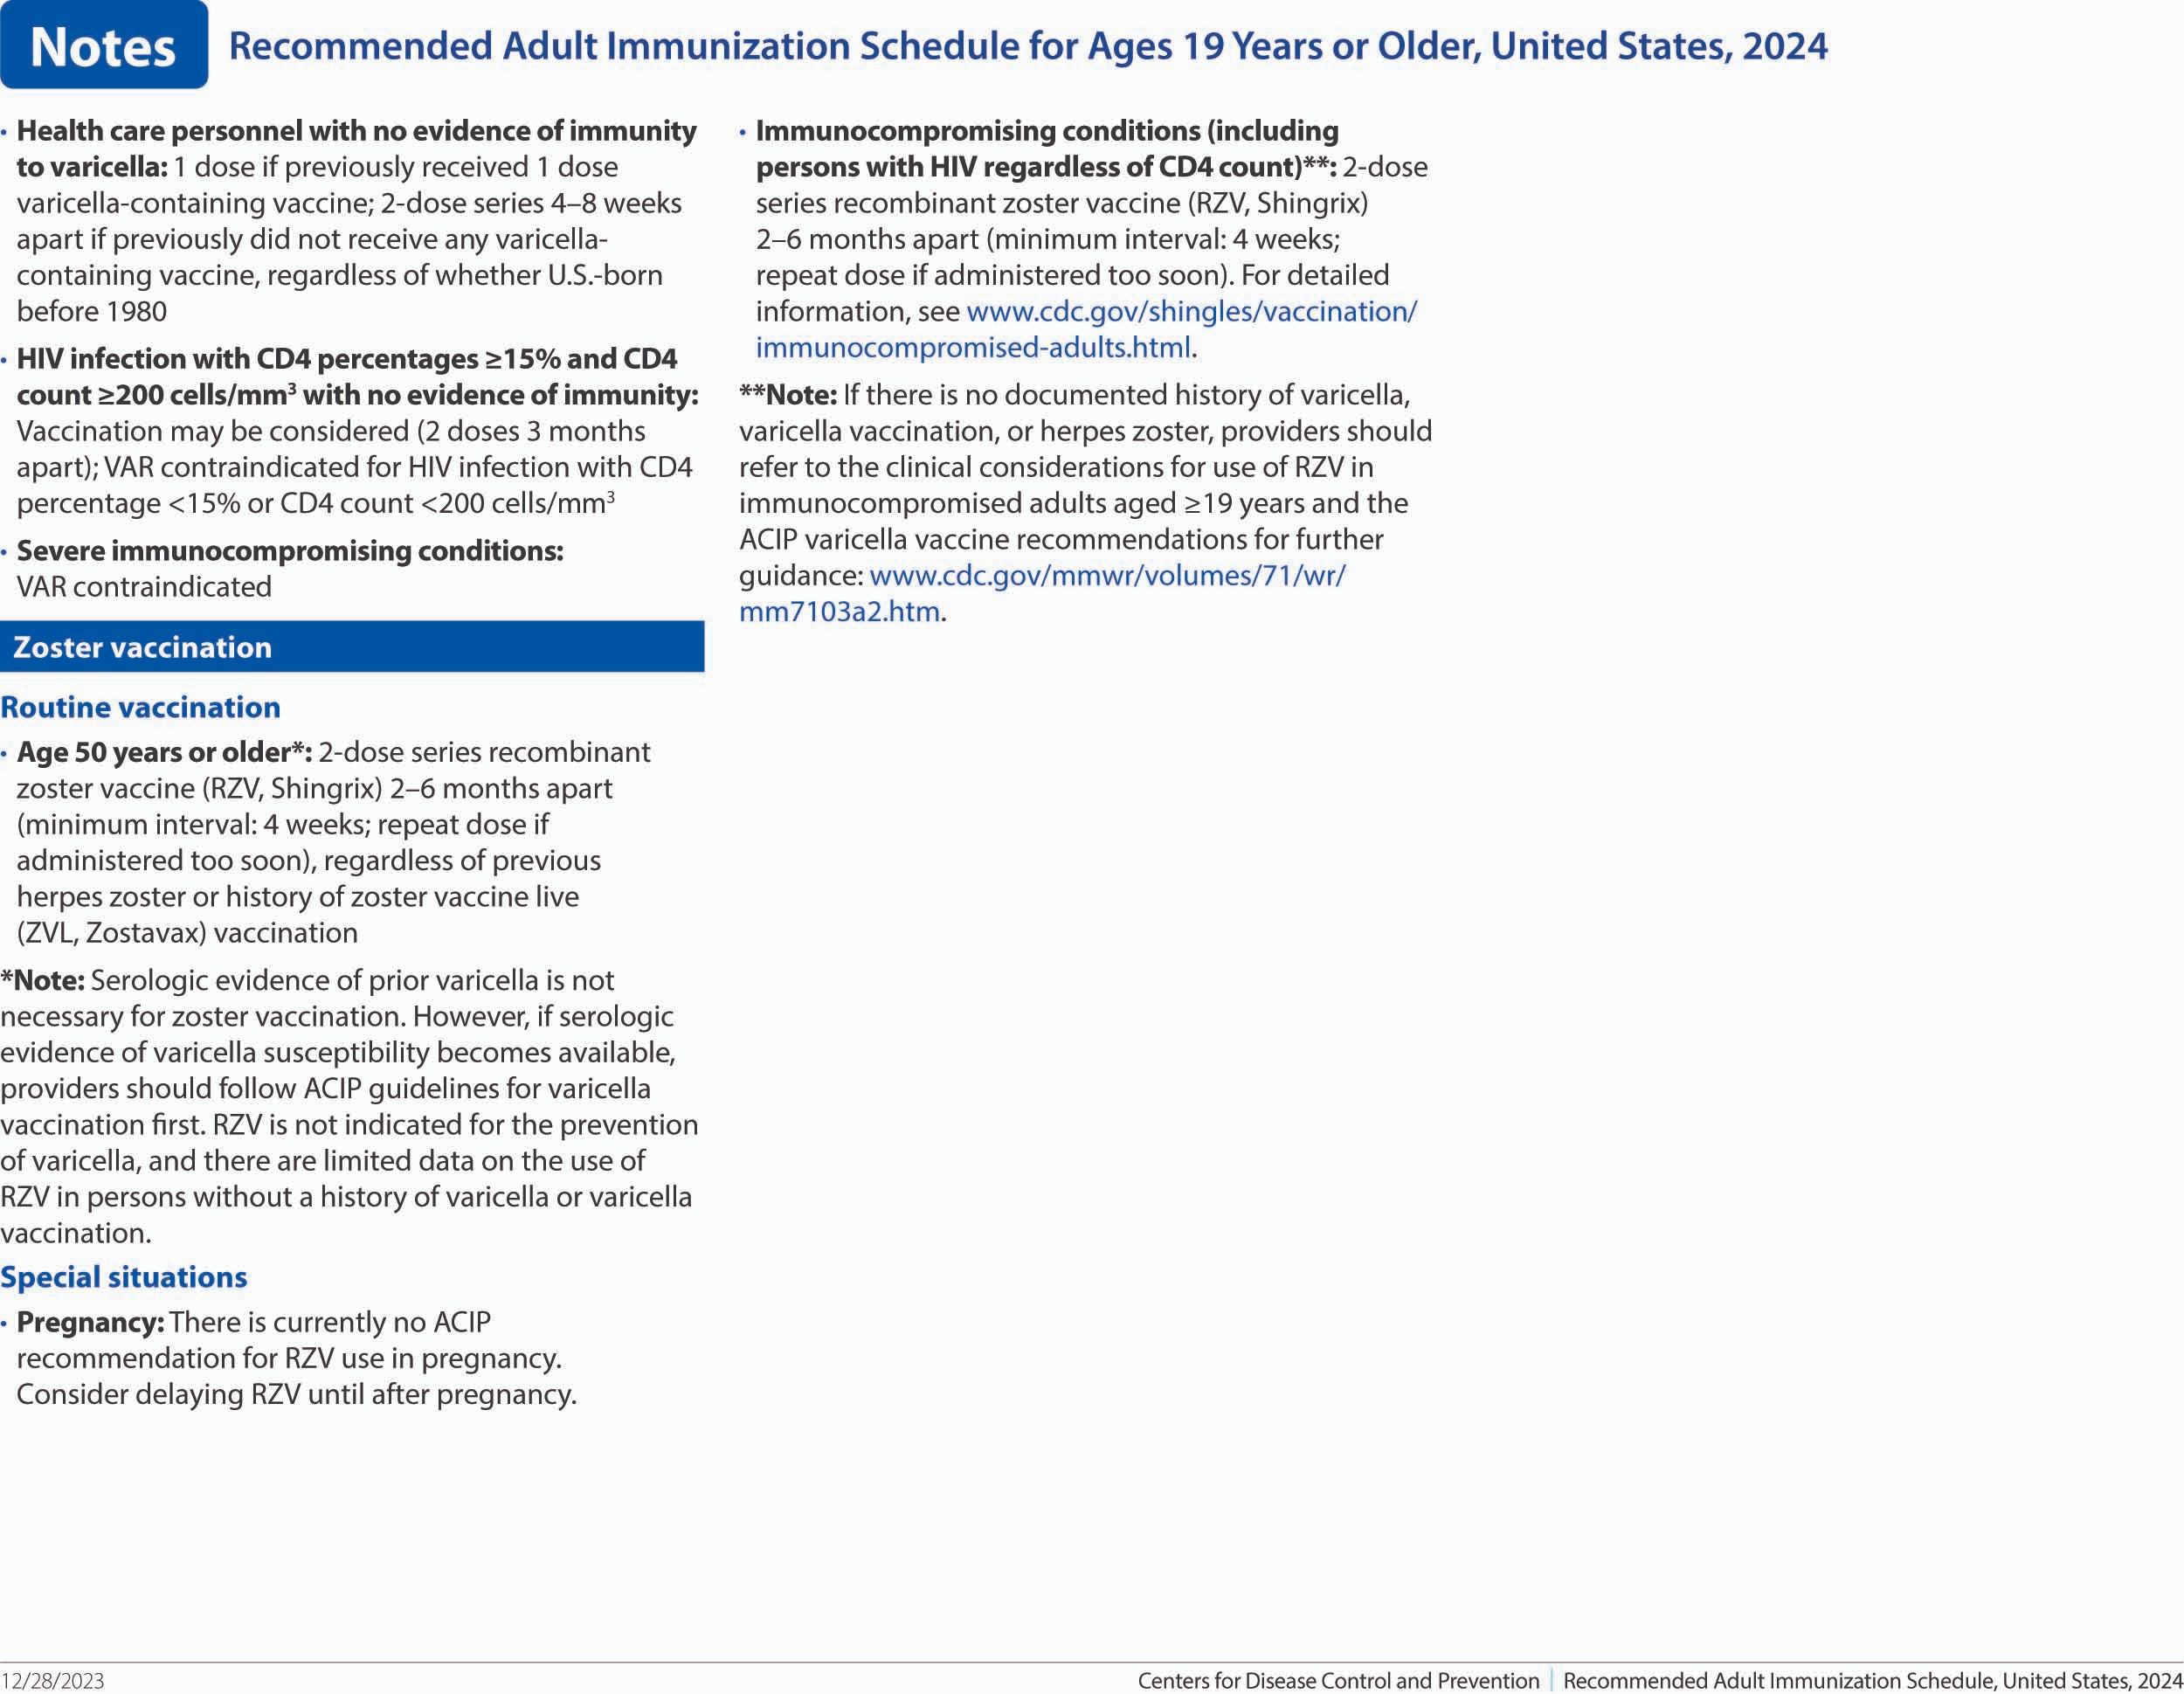 Notes
Recommended Adult Immunization Schedule for Ages 19 Years or Older, United States, 2024
• Health care personnel with no evidence of immunity
to varicella: 1 dose if previously received 1 dose
varicella-containing vaccine; 2-dose series 4–8 weeks
apart if previously did not receive any varicella-
containing vaccine, regardless of whether U.S.-born
before 1980
• HIV infection with CD4 percentages ≥15% and CD4
count ≥200 cells/mm³ with no evidence of immunity:
Vaccination may be considered (2 doses 3 months
apart); VAR contraindicated for HIV infection with CD4
percentage <15% or CD4 count <200 cells/mm³
• Severe immunocompromising conditions:
VAR contraindicated
Zoster vaccination
Routine vaccination
• Age 50 years or older*: 2-dose series recombinant
zoster vaccine (RZV, Shingrix) 2–6 months apart
(minimum interval: 4 weeks; repeat dose if
administered too soon), regardless of previous
herpes zoster or history of zoster vaccine live
(ZVL, Zostavax) vaccination
*Note: Serologic evidence of prior varicella is not
necessary for zoster vaccination. However, if serologic
evidence of varicella susceptibility becomes available,
providers should follow ACIP guidelines for varicella
vaccination first. RZV is not indicated for the prevention
of varicella, and there are limited data on the use of
RZV in persons without a history of varicella or varicella
vaccination.
Special situations
• Pregnancy: There is currently no ACIP
recommendation for RZV use in pregnancy.
Consider delaying RZV until after pregnancy.
• Immunocompromising conditions (including
persons with HIV regardless of CD4 count)**: 2-dose
series recombinant zoster vaccine (RZV, Shingrix)
2–6 months apart (minimum interval: 4 weeks;
repeat dose if administered too soon). For detailed
information, see www.cdc.gov/shingles/vaccination/
immunocompromised-adults.html.
**Note: If there is no documented history of varicella,
varicella vaccination, or herpes zoster, providers should
refer to the clinical considerations for use of RZV in
immunocompromised adults aged ≥19 years and the
ACIP varicella vaccine recommendations for further
guidance: www.cdc.gov/mmwr/volumes/71/wr/
mm7103a2.htm.
12/28/2023
Centers for Disease Control and Prevention | Recommended Adult Immunization Schedule, United States, 2024